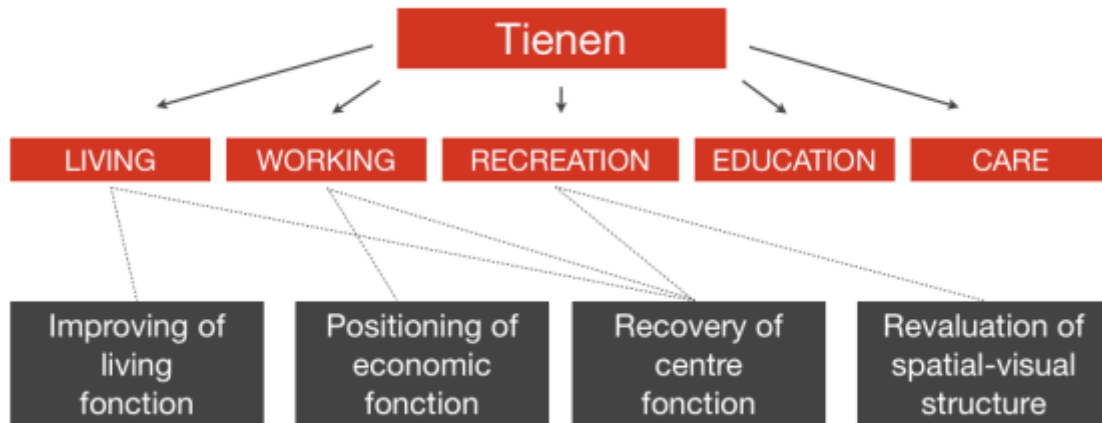 Tienen
LIVING
WORKING
RECREATION
EDUCATION
CARE
Improving of
living
fonction
Positioning of
economic
fonction
Recovery of
centre
fonction
Revaluation of
spatial-visual
structure